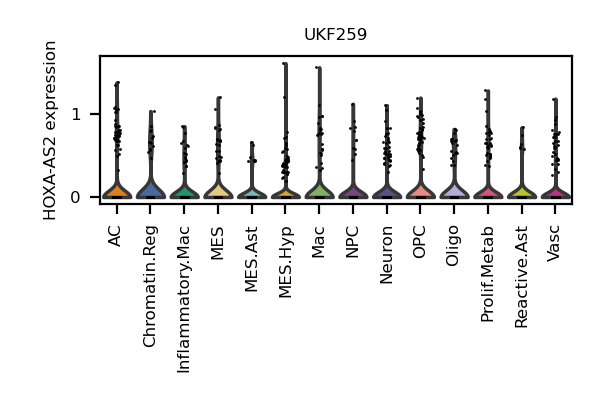 UKF259
HOXA-AS2 expression
1
0
AC
Chromatin.Reg
Inflammatory.Mac
MES
MES.Ast
MES.Hyp
Mac
NPC
Neuron
OPC
Oligo
Prolif.Metab
Reactive.Ast
Vasc